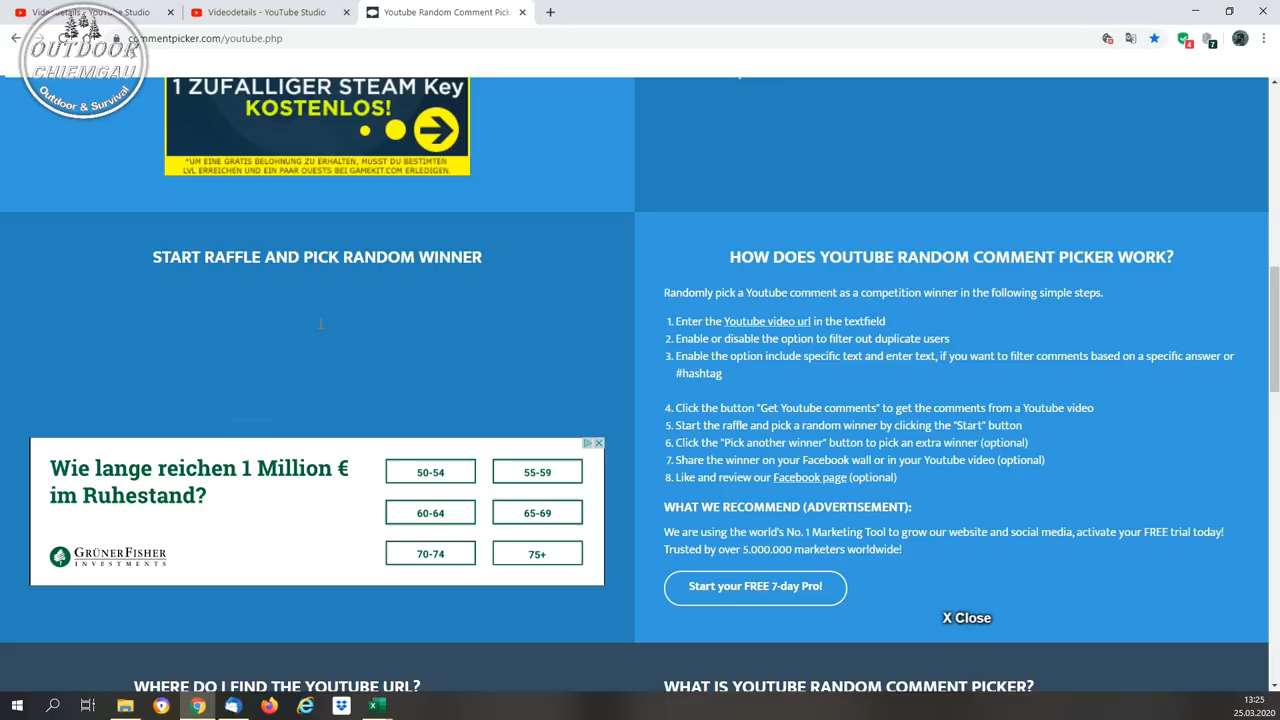 Videodetails - YouTube Studio
Youtube Random Comment Pick
commentpicker.com/youtube.php
4
7
OUTDOOR
CHIEMGAU
Outdoor & Survival
1 ZUFÄLLIGER STEAM Key
KOSTENLOS!
*UM EINE GRATIS BELOHNUNG ZU ERHALTEN, MUSST DU BESTIMTEN
LVL ERREICHEN UND EIN PAAR QUESTS BEI GAMEKIT.COM ERLEDIGEN.
START RAFFLE AND PICK RANDOM WINNER
Wie lange reichen 1 Million €
im Ruhestand?
50-54
55-59
60-64
65-69
70-74
75+
GRÜNERFISHER
INVESTMENTS
HOW DOES YOUTUBE RANDOM COMMENT PICKER WORK?
Randomly pick a Youtube comment as a competition winner in the following simple steps.
1. Enter the Youtube video url in the textfield
2. Enable or disable the option to filter out duplicate users
3. Enable the option include specific text and enter text, if you want to filter comments based on a specific answer or
#hashtag
4. Click the button "Get Youtube comments" to get the comments from a Youtube video
5. Start the raffle and pick a random winner by clicking the "Start" button
6. Click the "Pick another winner" button to pick an extra winner (optional)
7. Share the winner on your Facebook wall or in your Youtube video (optional)
8. Like and review our Facebook page (optional)
WHAT WE RECOMMEND (ADVERTISEMENT):
We are using the world's No. 1 Marketing Tool to grow our website and social media, activate your FREE trial today!
Trusted by over 5.000.000 marketers worldwide!
Start your FREE 7-day Pro!
X Close
WHERE DO I FIND THE YOUTUBE URL?
WHAT IS YOUTUBE RANDOM COMMENT PICKER?
13:25
25.03.2020